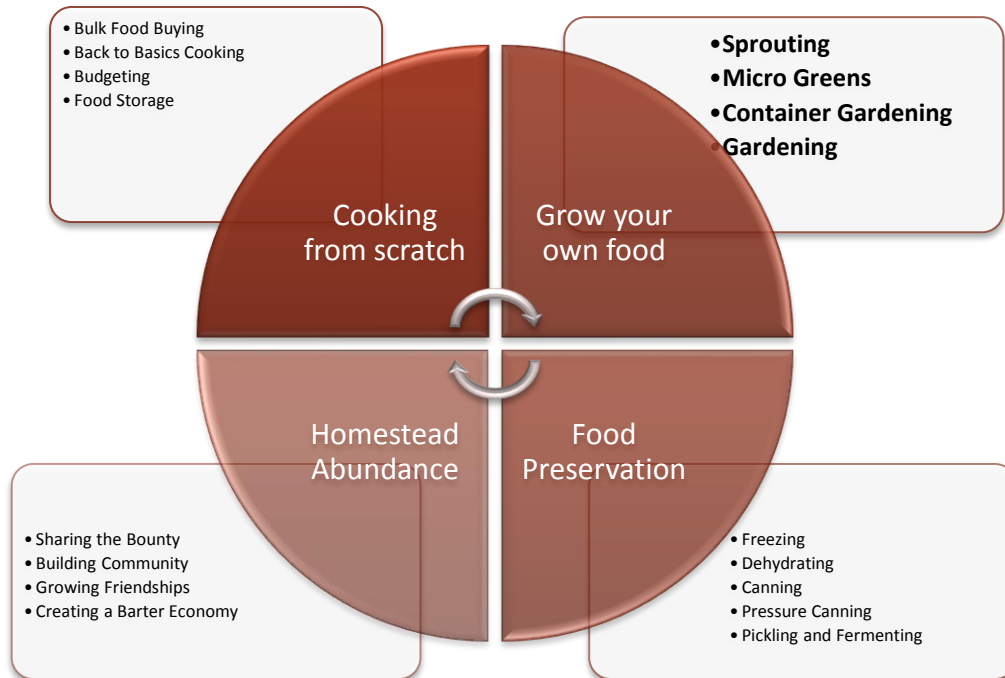 • Bulk Food Buying
• Back to Basics Cooking
• Budgeting
• Food Storage
•Sprouting
•Micro Greens
•Container Gardening
•Gardening
Cooking
from scratch
Grow your
own food
Homestead
Abundance
Food
Preservation
• Sharing the Bounty
• Building Community
• Growing Friendships
• Creating a Barter Economy
• Freezing
• Dehydrating
• Canning
• Pressure Canning
• Pickling and Fermenting